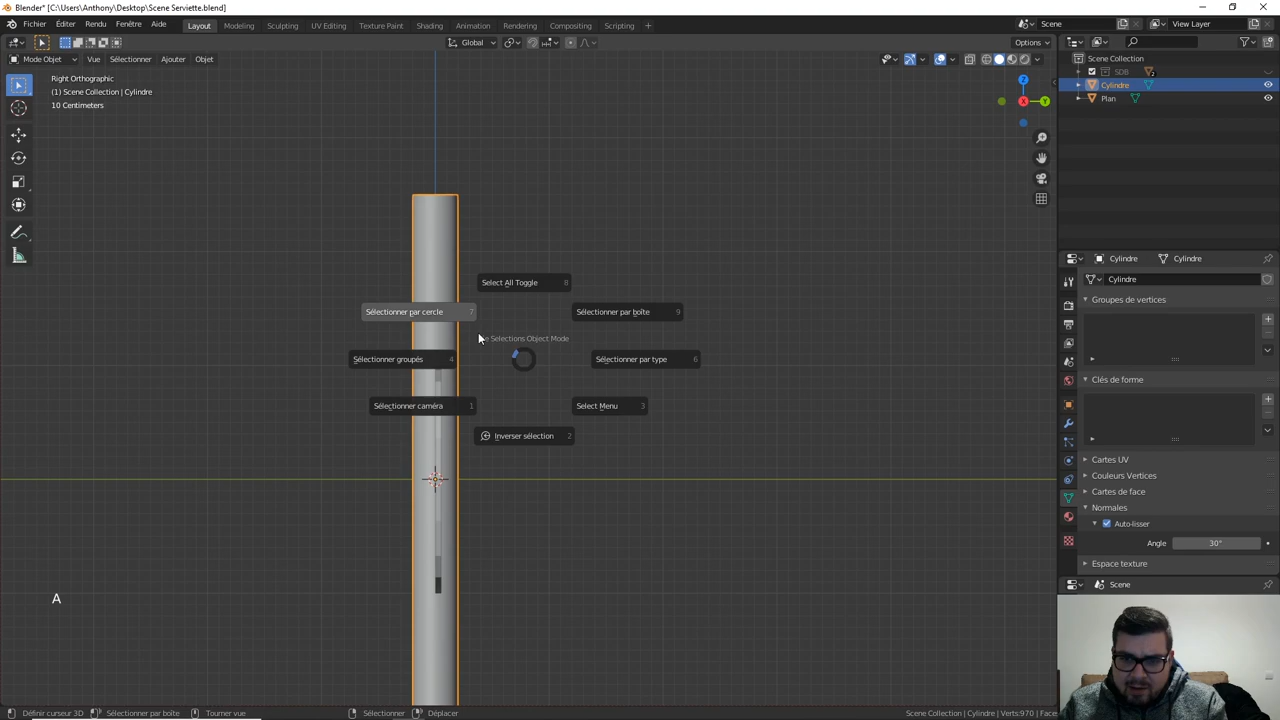 Blender* [C:\Users\Anthony\Desktop\Scene Serviette.blend]
Fichier Éditer Rendu Fenêtre Aide Layout Modeling Sculpting UV Editing Texture Paint Shading Animation Rendering Compositing Scripting + Scene View Layer
Global Options
Mode Objet Vue Sélectionner Ajouter Objet
Right Orthographic
(1) Scene Collection | Cylindre
10 Centimeters
Z
X
Y
Scene Collection
SDB 2
Cylindre
Plan
Cylindre Cylindre
Cylindre
Groupes de vertices
Clés de forme
Cartes UV
Couleurs Vertices
Cartes de face
Normales
Auto-lisser
Angle 30°
Espace texture
Scene
Select All Toggle 8
Sélectionner par cercle 7
Sélectionner par boîte 9
Selections Object Mode
Sélectionner groupés 4
Sélectionner par type 6
Sélectionner caméra 1
Select Menu 3
Inverser sélection 2
A
Définir curseur 3D Sélectionner par boîte Tourner vue Sélectionner Déplacer Scene Collection | Cylindre | Verts:970 | Face